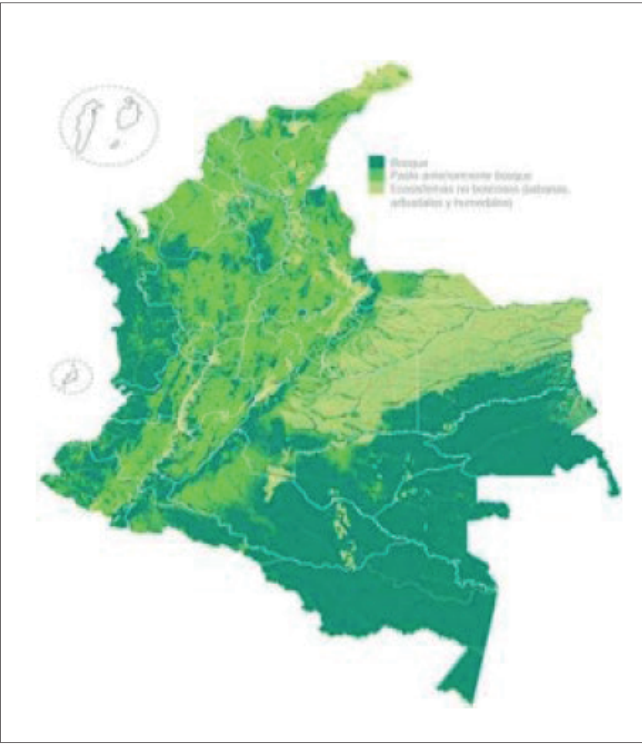 Bosque
Pasto anteriormente bosque
Ecosistemas no boscosos (sabanas,
arbustales y humedales)